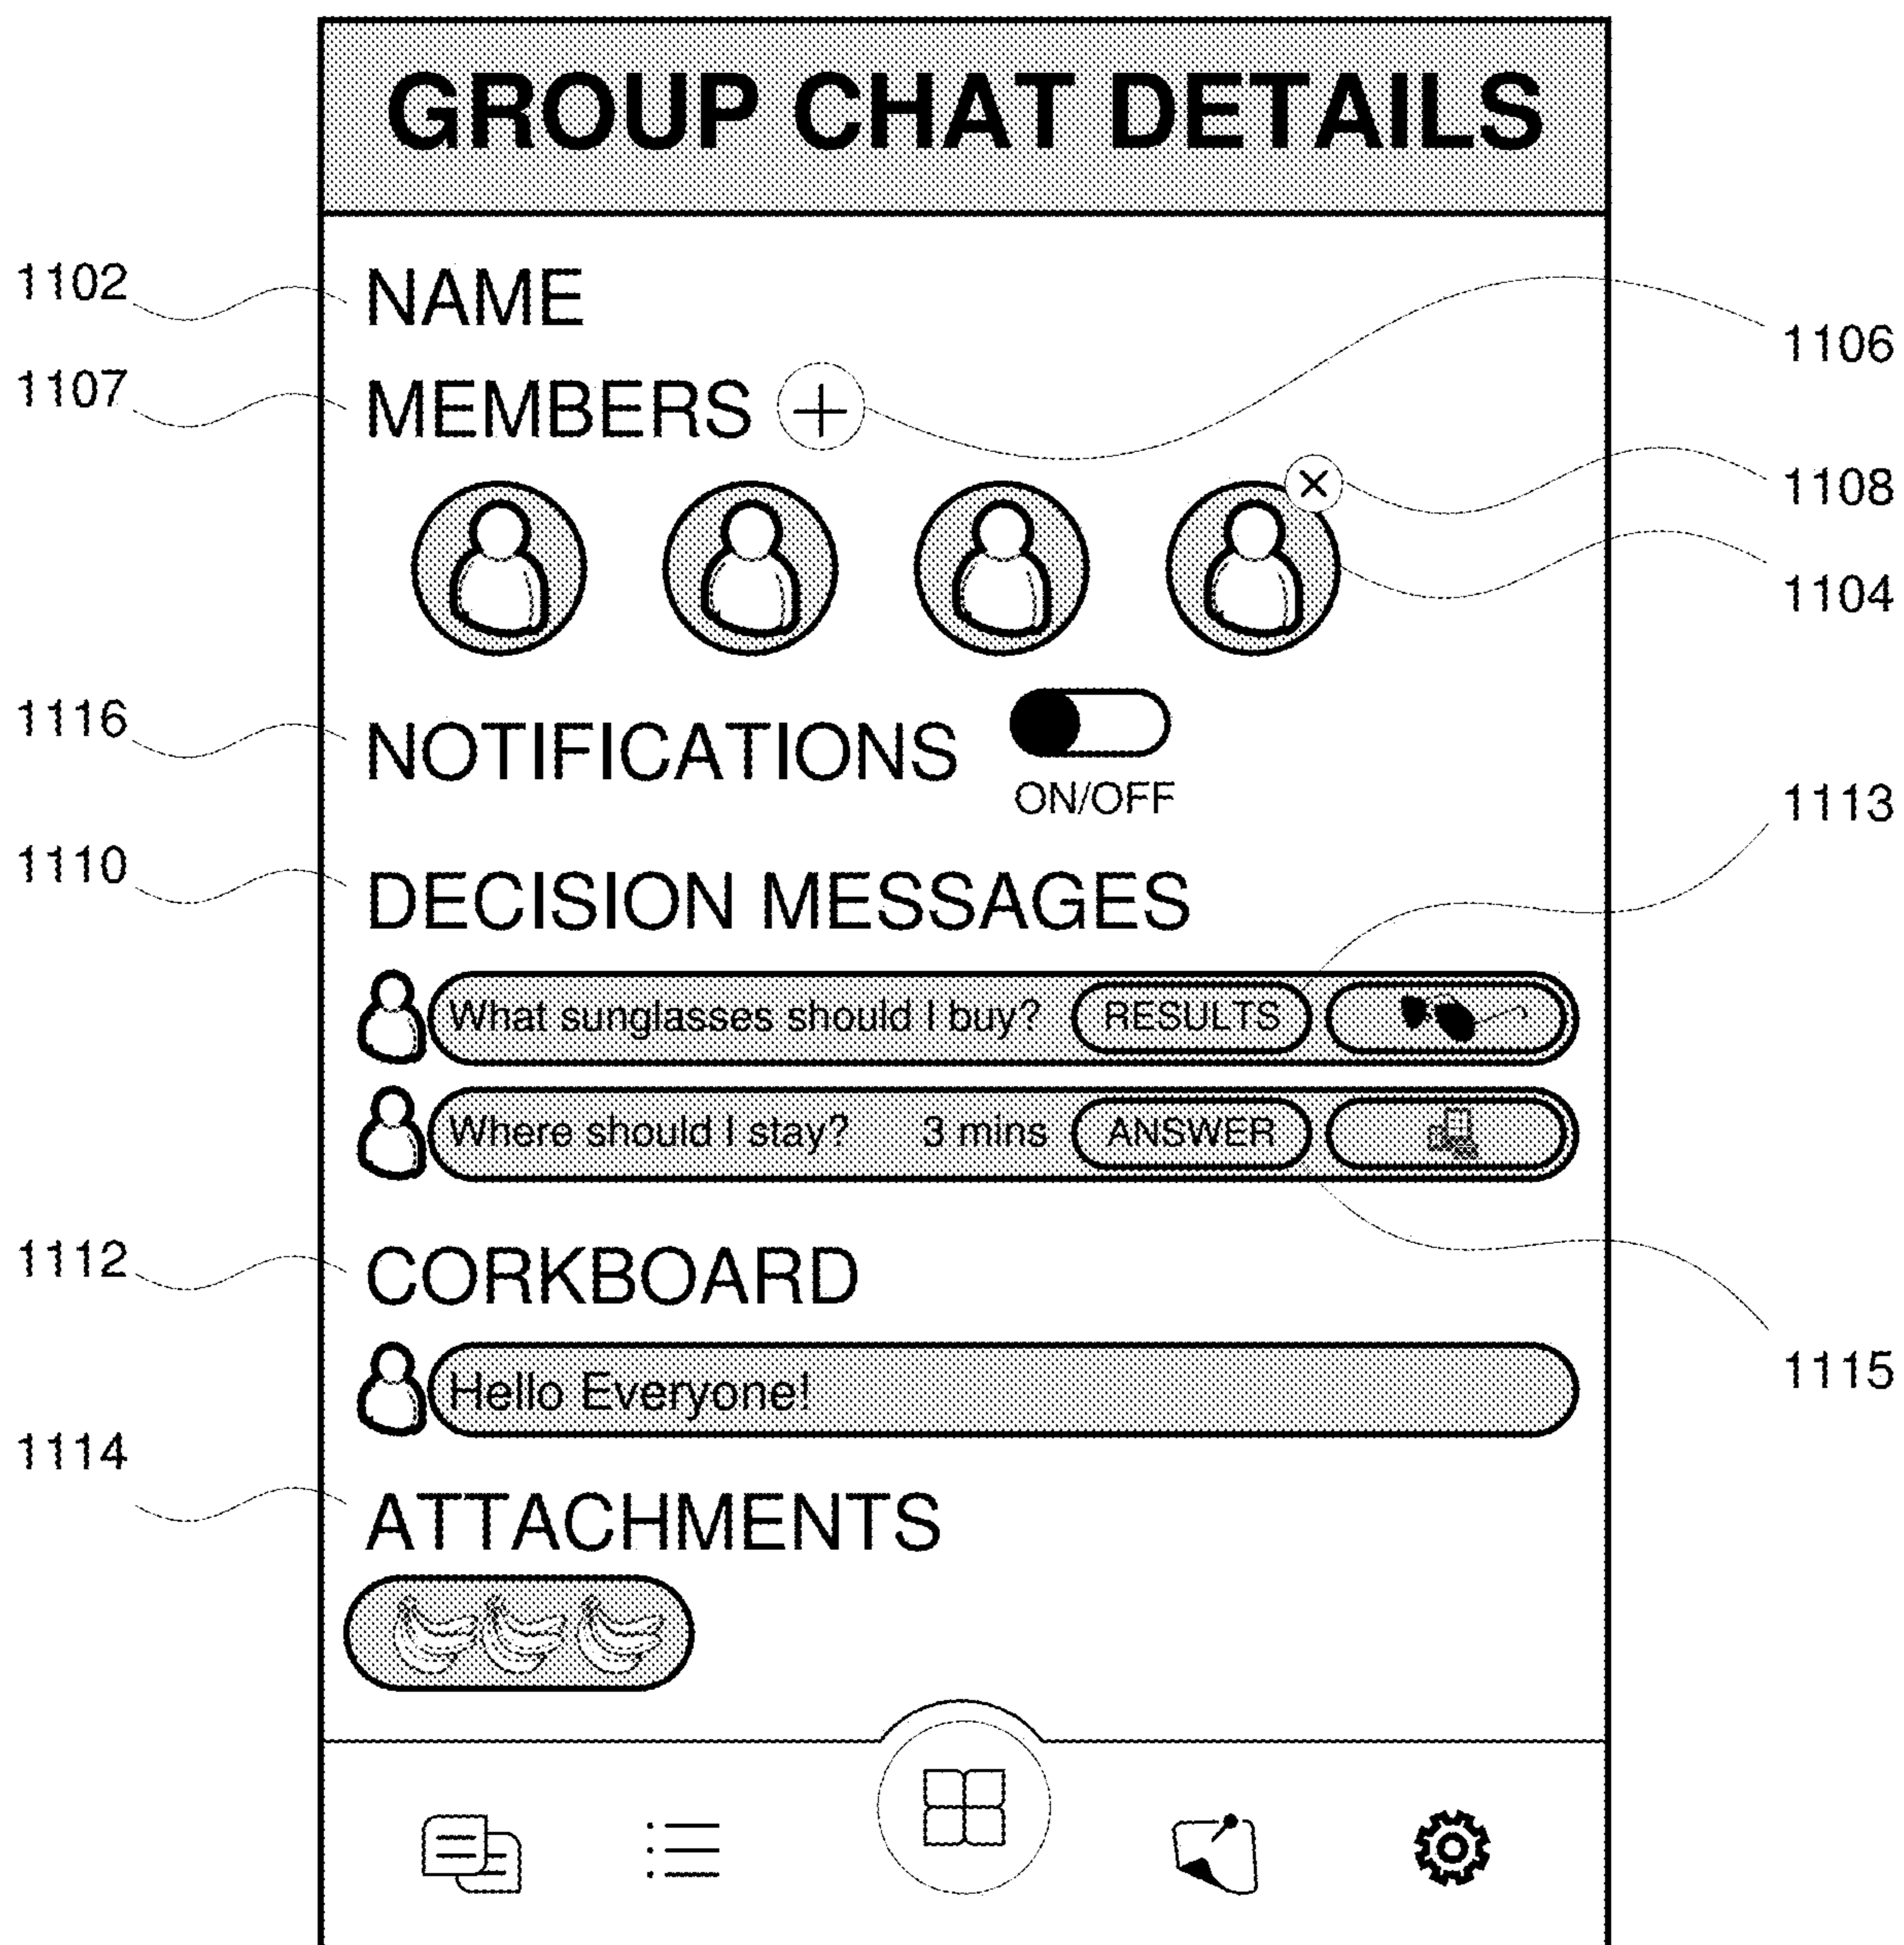 GROUP CHAT DETAILS
1102
NAME
1106
1107
MEMBERS
1108
1104
1116
NOTIFICATIONS
ON/OFF
1113
1110
DECISION MESSAGES
What sunglasses should I buy? RESULTS
Where should I stay? 3 mins ANSWER
1112
CORKBOARD
1115
Hello Everyone!
1114
ATTACHMENTS